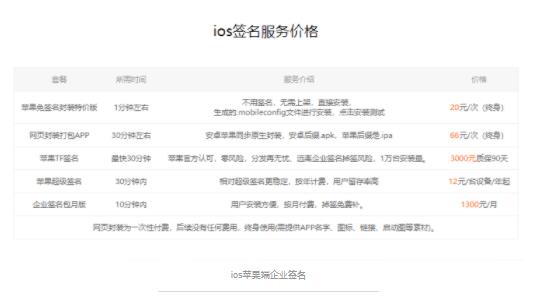 ios签名服务价格
套餐 所需时间 服务介绍 价格
苹果免签名封装特价版 1分钟左右 不用签名，无需上架，直接安装， 20元/次（终身）
生成的.mobileconfig文件进行安装，点击安装测试
网页封装打包APP 30分钟左右 安卓苹果同步原生封装，安卓后缀.apk，苹果后缀是.ipa 66元/次（终身）
苹果TF签名 最快30分钟 苹果官方认可，零风险，分发再无忧，远离企业签名掉签风险，1万台安装量。 3000元质保90天
苹果超级签名 30分钟内 相对超级签名更稳定，按年计费，用户留存率高 12元/台设备/年起
企业签名包月版 10分钟内 用户安装方便，按月付费，掉签免费补。 1300元/月
网页封装为一次性付费，后续没有任何费用，终身使用(需提供APP名字、图标、链接、启动图等素材)。
ios苹果端企业签名